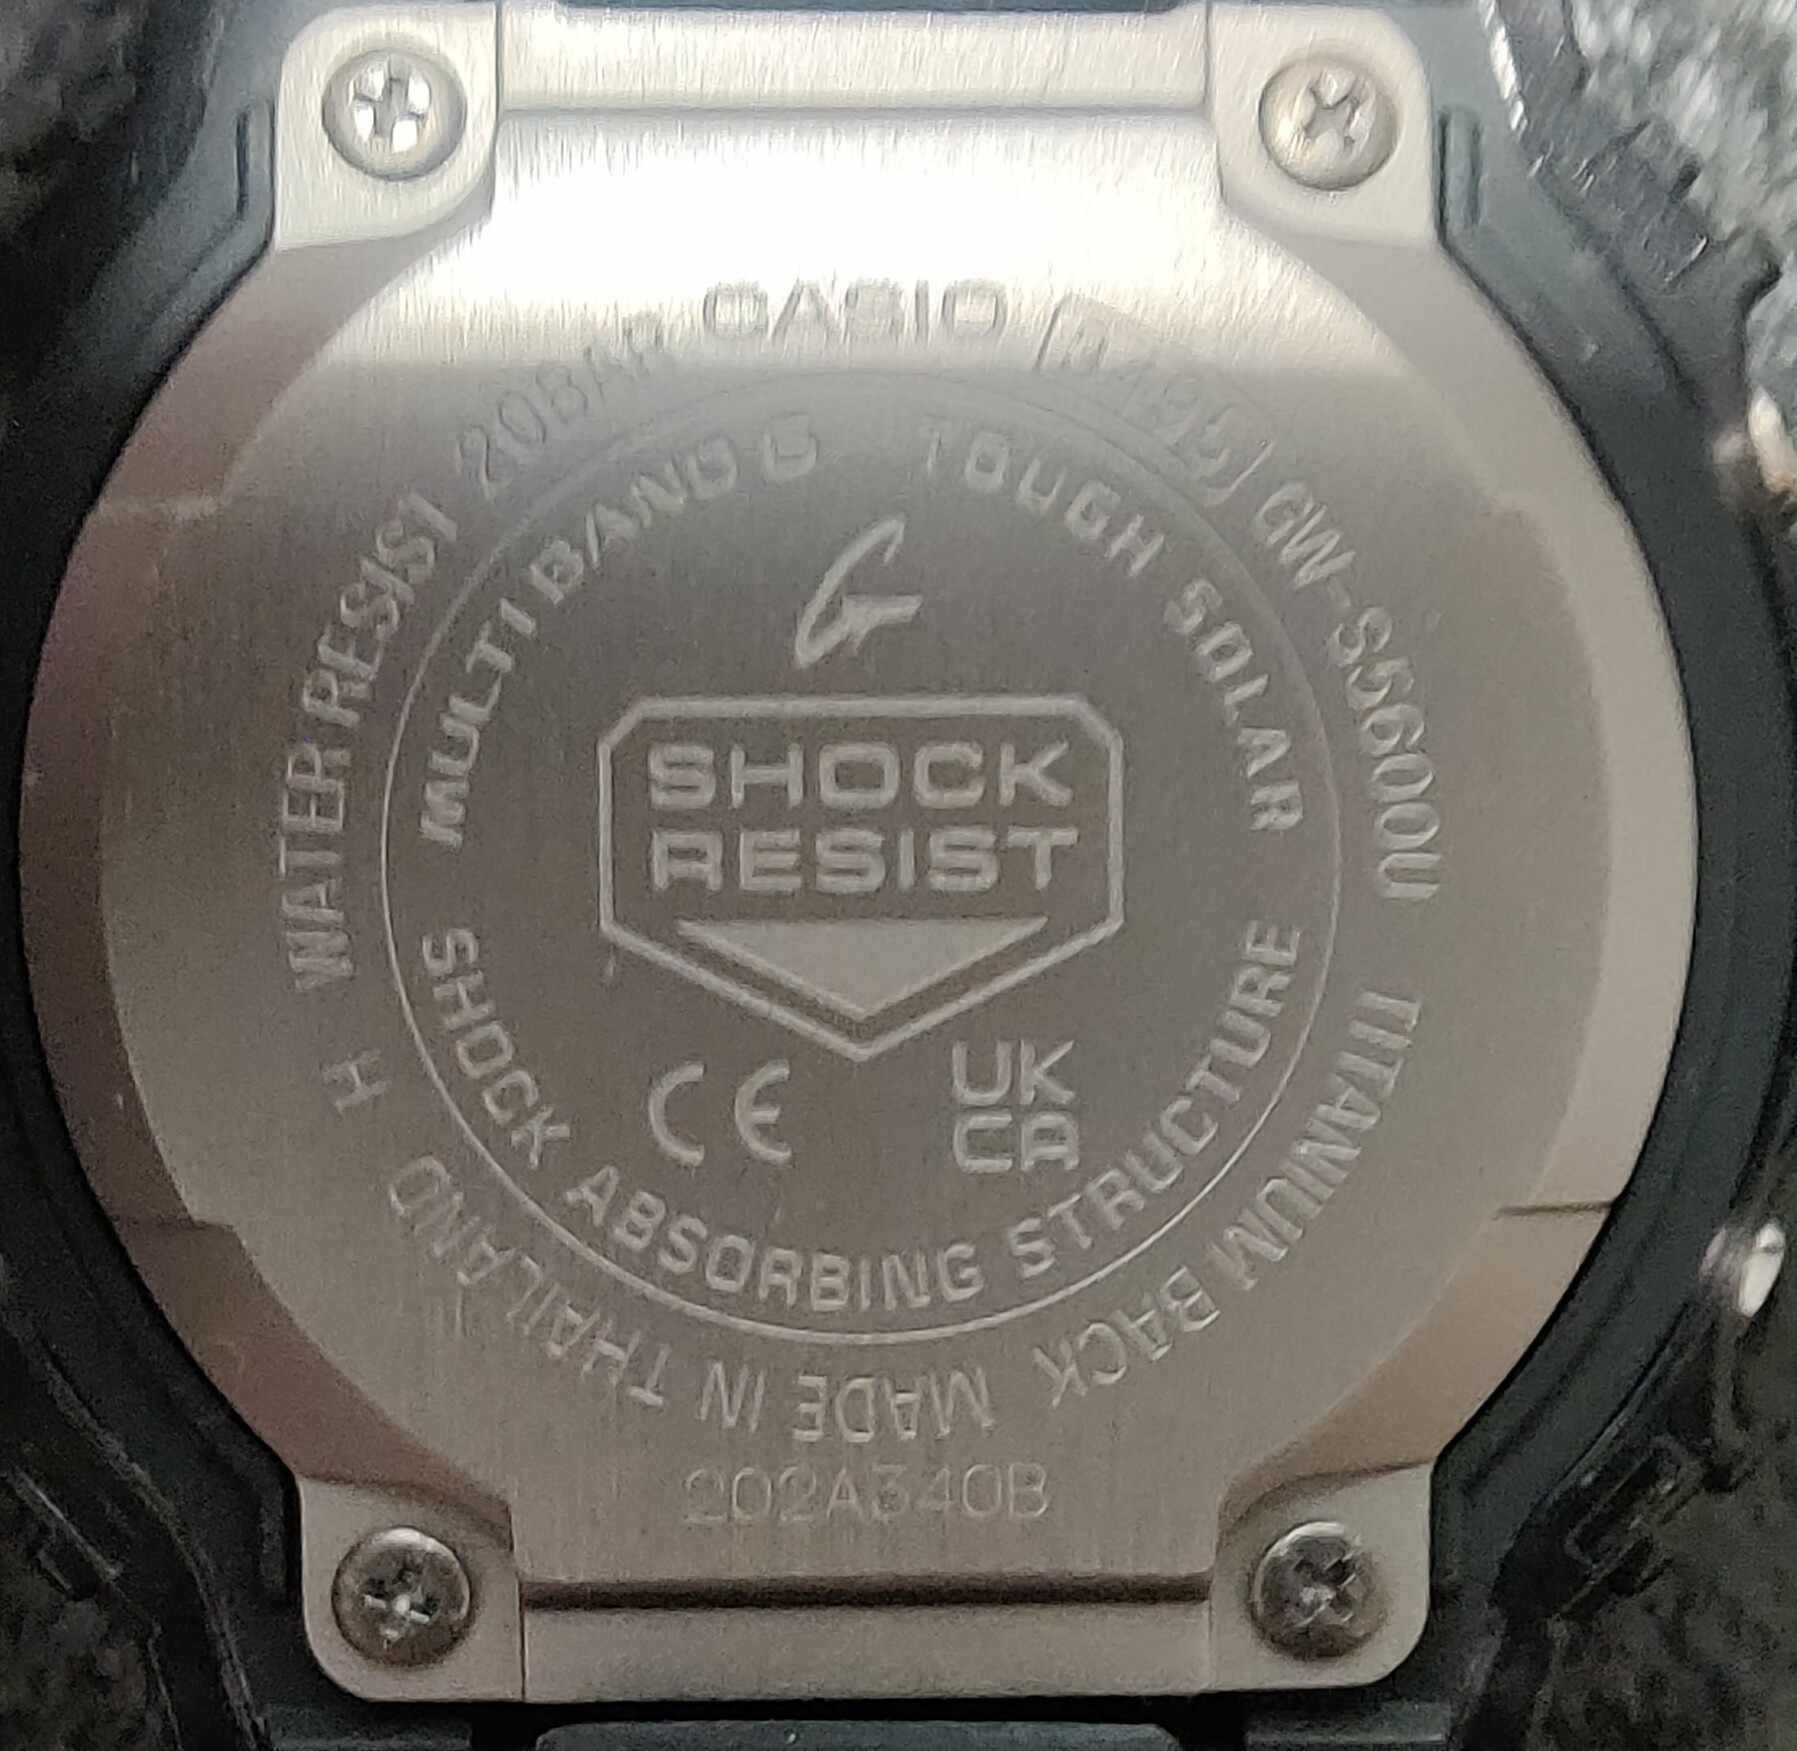 CASIO
WATER RESIST 20BAR
3495 GW-S5600U
TITANIUM BACK MADE IN THAILAND H
MULTI BAND 6 TOUGH SOLAR
G
SHOCK
RESIST
CE
UK
CA
SHOCK ABSORBING STRUCTURE
202A340B